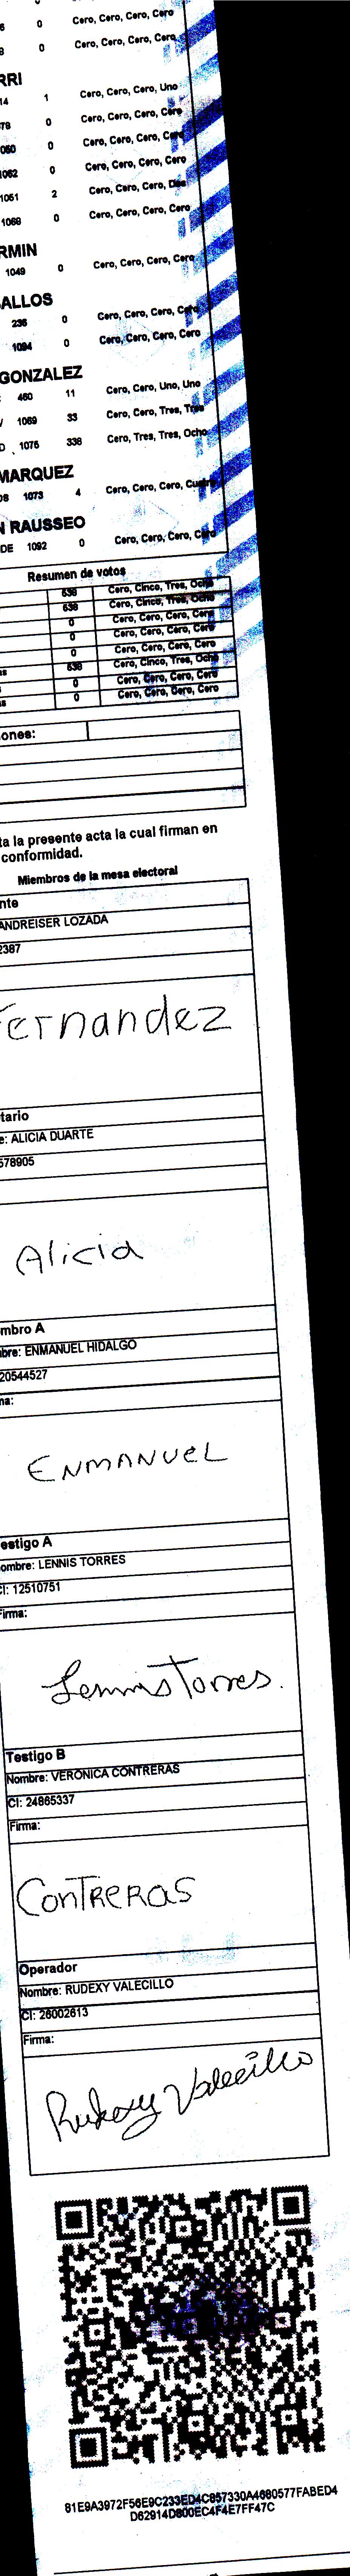 6 0 Cero, Cero, Cero, Cero
0 Cero, Cero, Cero, Cero
RRI
14 1 Cero, Cero, Cero, Uno
78 0 Cero, Cero, Cero, Cero
1060 0 Cero, Cero, Cero, Cero
1062 0 Cero, Cero, Cero, Cero
1051 2 Cero, Cero, Cero, Dos
1068 0 Cero, Cero, Cero, Cero
RMIN
1049 0 Cero, Cero, Cero, Cero
BALLOS
236 0 Cero, Cero, Cero, Cero
1094 0 Cero, Cero, Cero, Cero
GONZALEZ
460 11 Cero, Cero, Uno, Uno
V 1069 33 Cero, Cero, Tres, Tres
D 1076 338 Cero, Tres, Tres, Ocho
MARQUEZ
OS 1073 4 Cero, Cero, Cero, Cuatro
N RAUSSEO
DE 1092 0 Cero, Cero, Cero, Cero
Resumen de votos
538 Cero, Cinco, Tres, Ocho
538 Cero, Cinco, Tres, Ocho
0 Cero, Cero, Cero, Cero
0 Cero, Cero, Cero, Cero
0 Cero, Cero, Cero, Cero
as 538 Cero, Cinco, Tres, Ocho
s 0 Cero, Cero, Cero, Cero
as 0 Cero, Cero, Cero, Cero
ones:
ta la presente acta la cual firman en
conformidad.
Miembros de la mesa electoral
nte
ANDREISER LOZADA
2387
Fernandez
tario
e: ALICIA DUARTE
578905
Alicia
mbro A
bre: ENMANUEL HIDALGO
20544527
ma:
ENMANUEL
estigo A
ombre: LENNIS TORRES
CI: 12510751
Firma:
Lennis Torres.
Testigo B
Nombre: VERONICA CONTRERAS
CI: 24865337
Firma:
ConTReRas
Operador
Nombre: RUDEXY VALECILLO
CI: 26002613
Firma:
Rudexy Valecillo
81E9A3972F56E9C233ED4C857330A4680577FABED4
D62914D800EC4F4E7FF47C